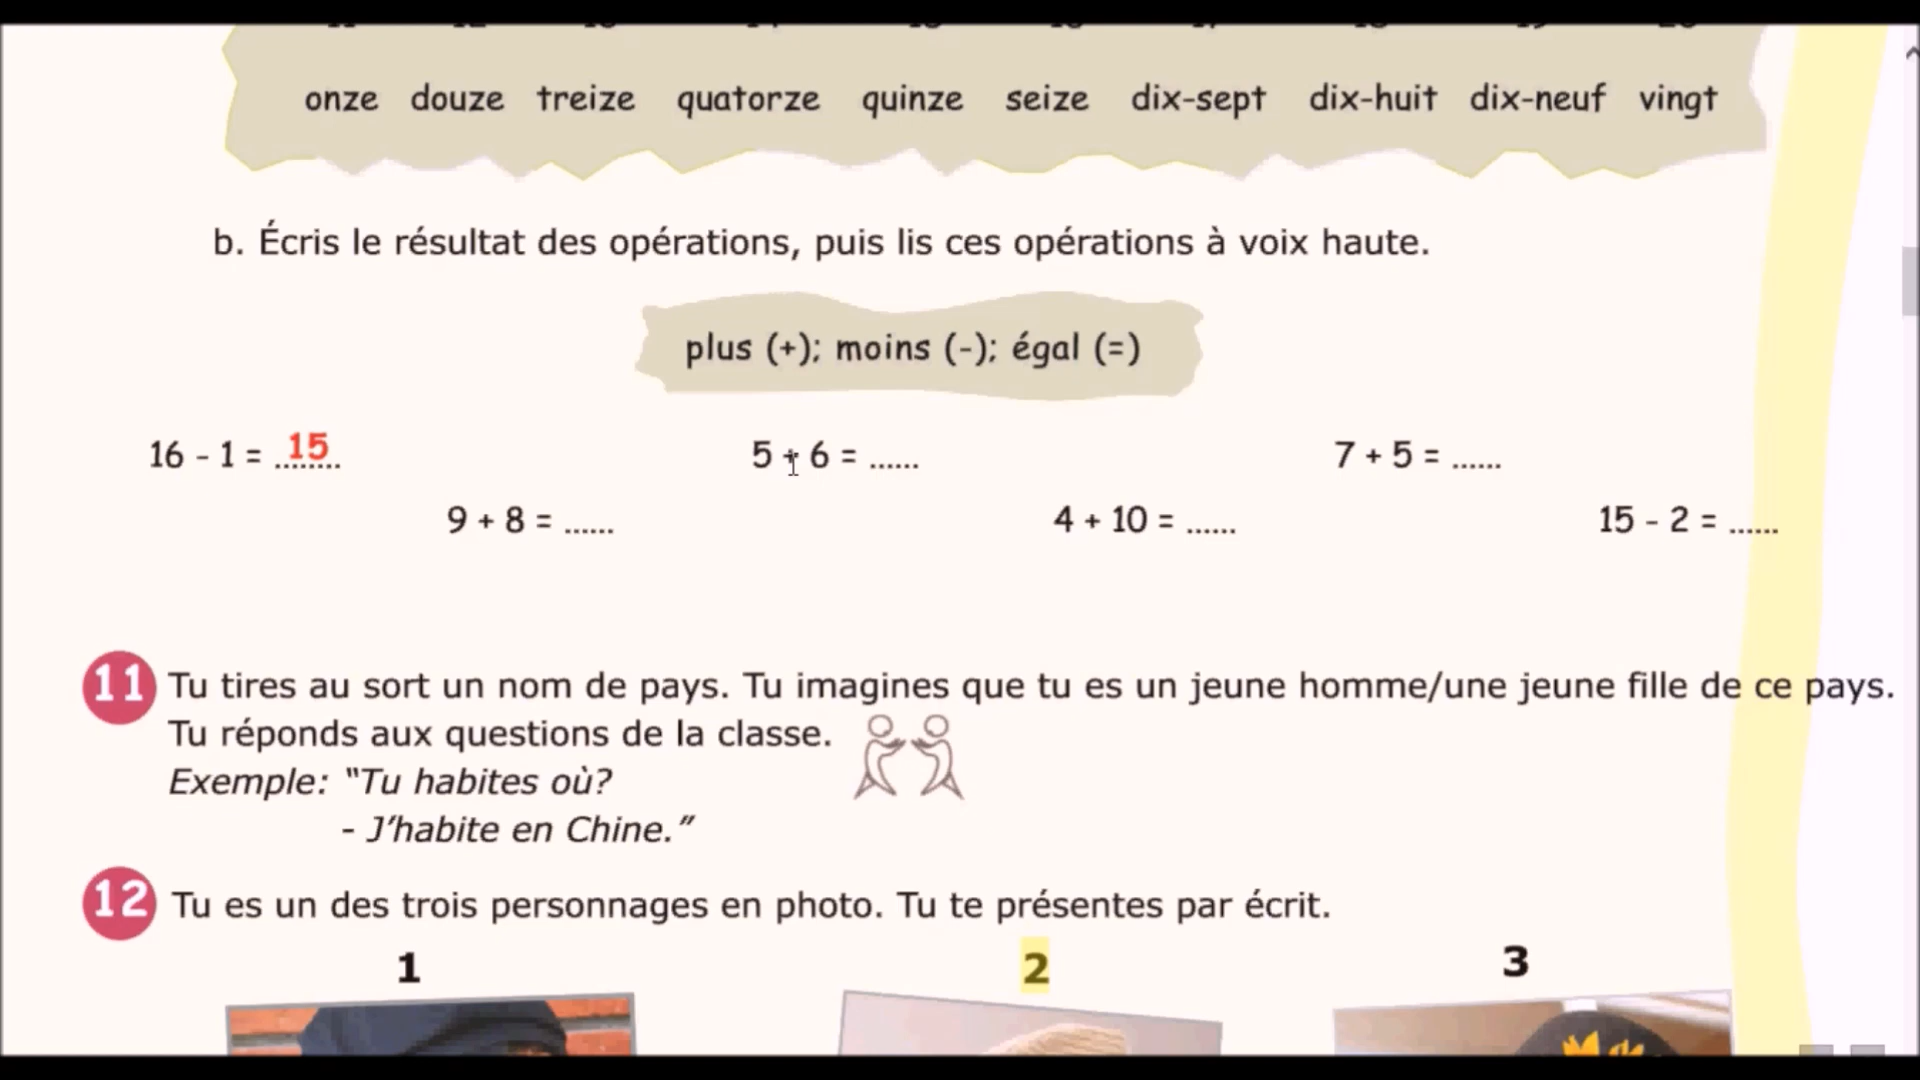 onze douze treize quatorze quinze seize dix-sept dix-huit dix-neuf vingt
b. Écris le résultat des opérations, puis lis ces opérations à voix haute.
plus (+); moins (-); égal (=)
16 - 1 = ...15.... 5 + 6 = ...... 7 + 5 = ......
9 + 8 = ...... 4 + 10 = ...... 15 - 2 = ......
11 Tu tires au sort un nom de pays. Tu imagines que tu es un jeune homme/une jeune fille de ce pays.
Tu réponds aux questions de la classe.
Exemple: “Tu habites où?
- J’habite en Chine.”
12 Tu es un des trois personnages en photo. Tu te présentes par écrit.
1 2 3